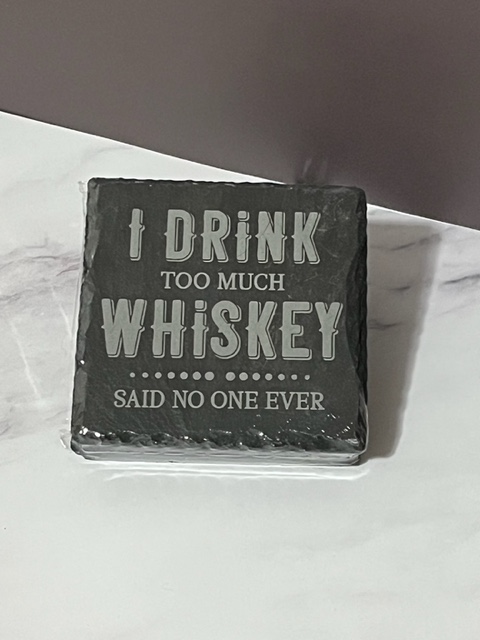 I DRiNK
TOO MUCH
WHiSKEY
SAID NO ONE EVER